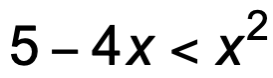 5 – 4x < x²